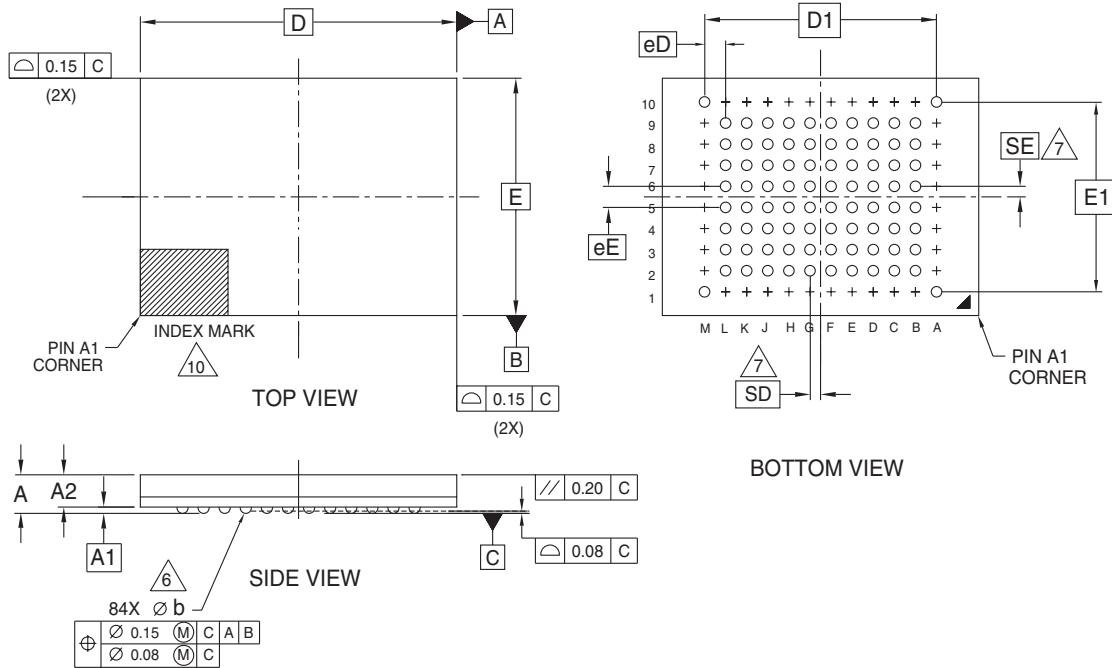 D
A
⌓ 0.15 C
(2X)
E
PIN A1
CORNER
INDEX MARK
10
B
TOP VIEW
⌓ 0.15 C
(2X)
D1
eD
10
9
8
7
6
5
4
3
2
1
SE 7
E1
eE
M L K J H G F E D C B A
7
SD
PIN A1
CORNER
BOTTOM VIEW
A
A2
A1
// 0.20 C
C
⌓ 0.08 C
6
SIDE VIEW
84X ⌀ b
⌖ ⌀ 0.15 Ⓜ C A B
⌀ 0.08 Ⓜ C